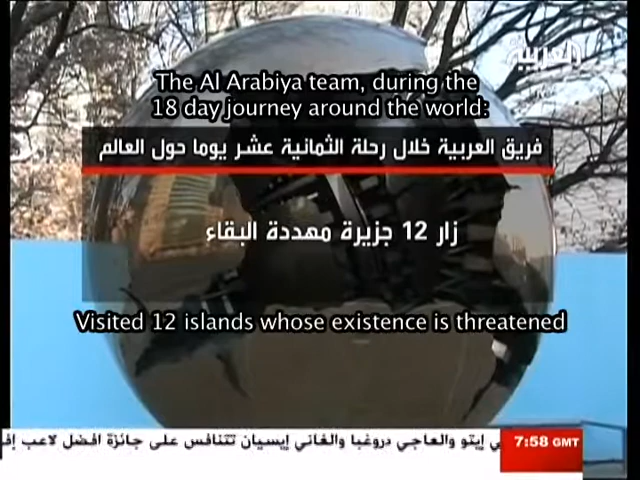 العربية
The Al Arabiya team, during the
18 day journey around the world:
فريق العربية خلال رحلة الثمانية عشر يوما حول العالم
زار 12 جزيرة مهددة البقاء
Visited 12 islands whose existence is threatened
إيتو والعاجي دروغبا والغاني إيسيان تتنافس على جائزة افضل لاعب
7:58 GMT